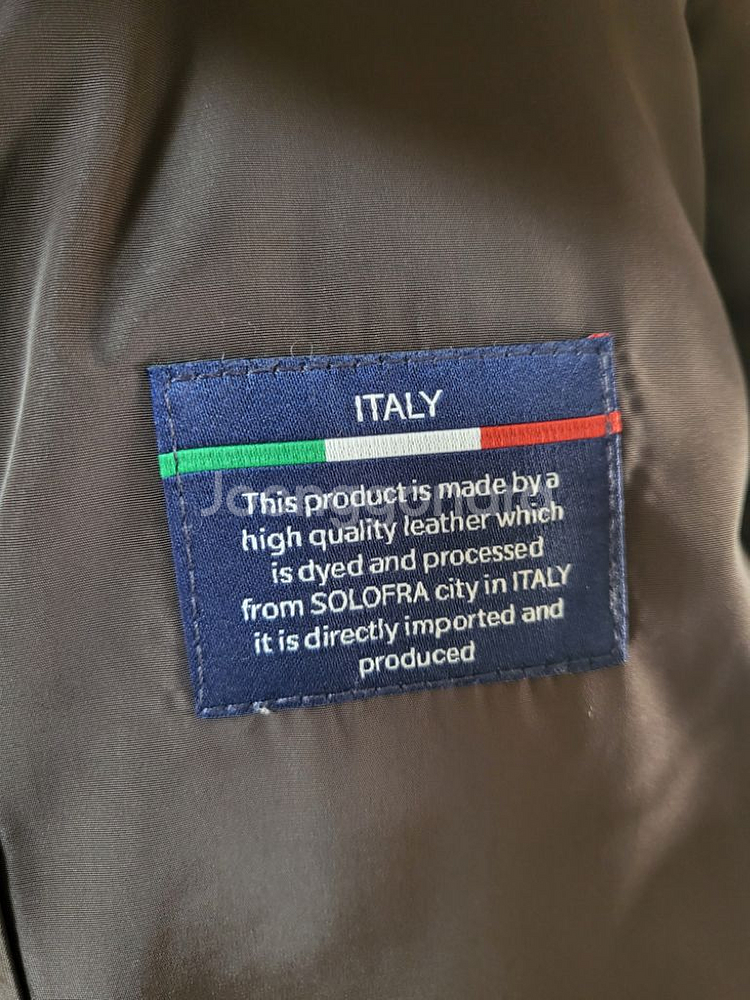 ITALY
This product is made by a
high quality leather which
is dyed and processed
from SOLOFRA city in ITALY
it is directly imported and
produced